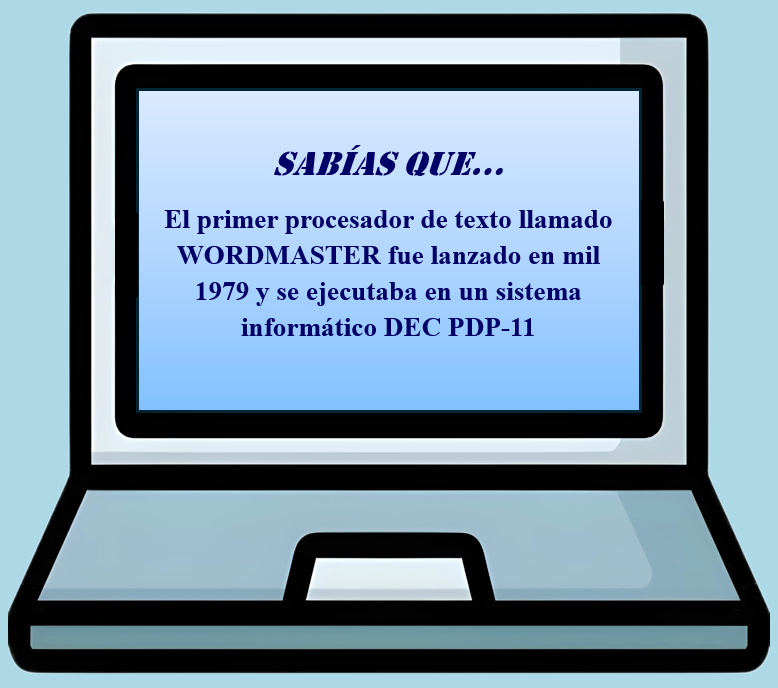 SABÍAS QUE...
El primer procesador de texto llamado
WORDMASTER fue lanzado en mil
1979 y se ejecutaba en un sistema
informático DEC PDP-11